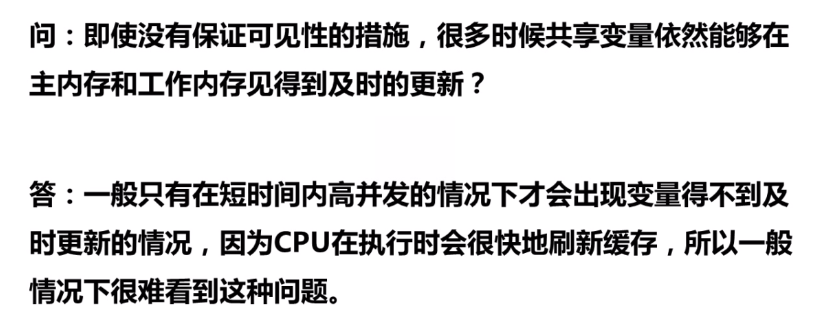 问：即使没有保证可见性的措施，很多时候共享变量依然能够在
主内存和工作内存见得到及时的更新？
答：一般只有在短时间内高并发的情况下才会出现变量得不到及
时更新的情况，因为CPU在执行时会很快地刷新缓存，所以一般
情况下很难看到这种问题。